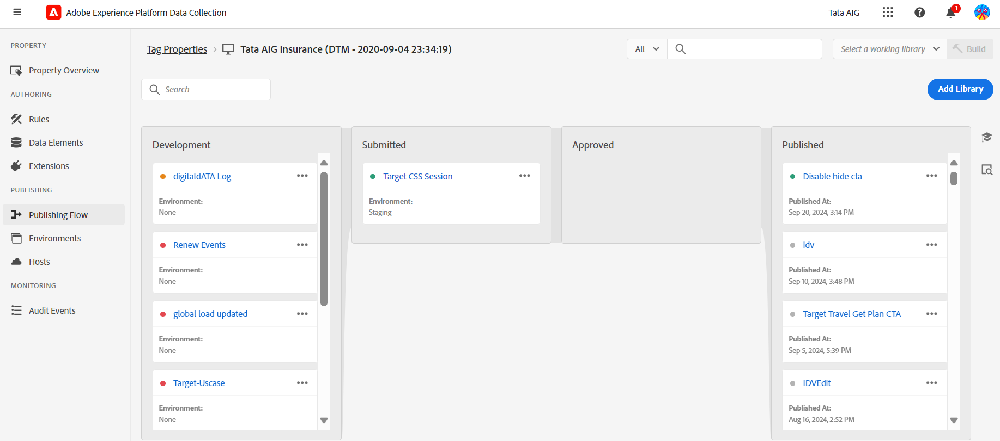 Adobe Experience Platform Data Collection
Tata AIG
1
PROPERTY
Property Overview
AUTHORING
Rules
Data Elements
Extensions
PUBLISHING
Publishing Flow
Environments
Hosts
MONITORING
Audit Events
Tag Properties > Tata AIG Insurance (DTM - 2020-09-04 23:34:19)
All
Select a working library
Build
Search
Add Library
Development
digitaldATA Log
Environment:
None
Renew Events
Environment:
None
global load updated
Environment:
None
Target-Uscase
Environment:
None
Submitted
Target CSS Session
Environment:
Staging
Approved
Published
Disable hide cta
Published At:
Sep 20, 2024, 3:14 PM
idv
Published At:
Sep 10, 2024, 3:48 PM
Target Travel Get Plan CTA
Published At:
Sep 5, 2024, 5:39 PM
IDVEdit
Published At:
Aug 16, 2024, 2:52 PM